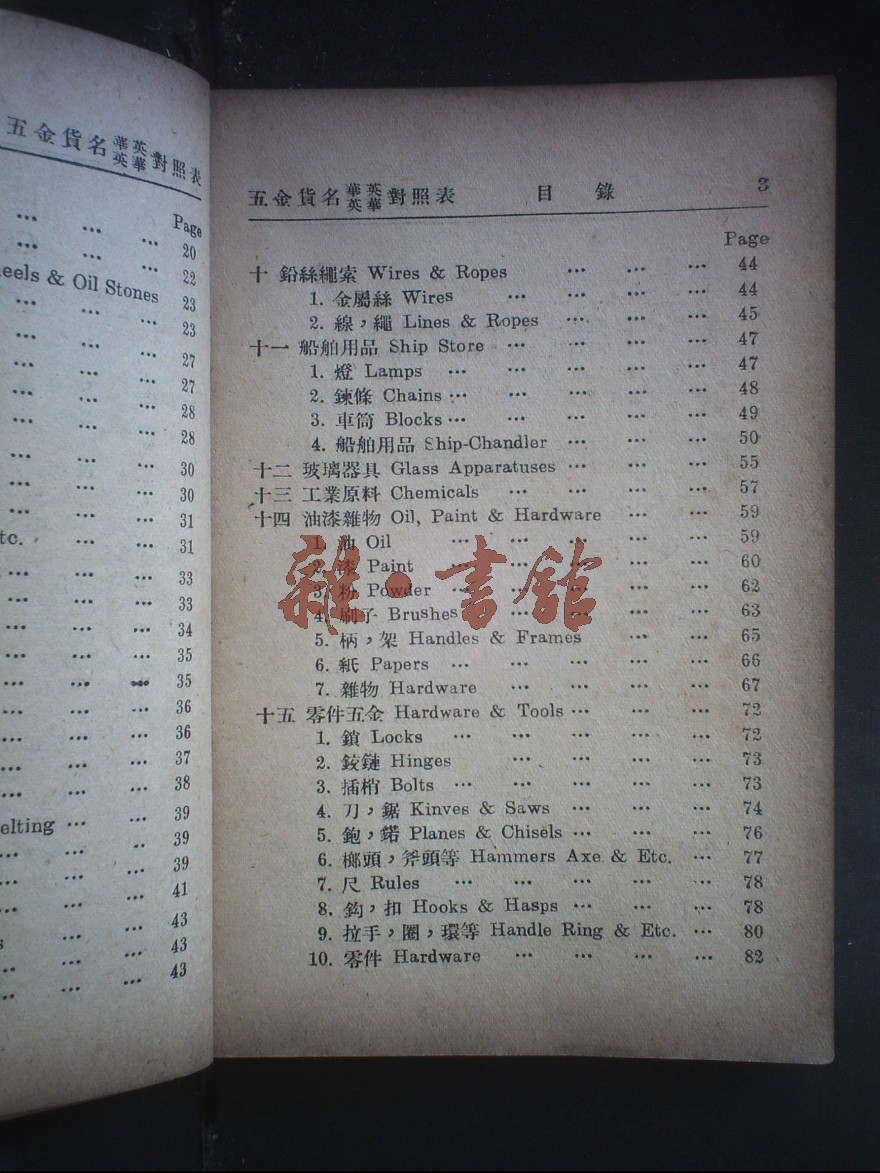 五金貨名華英英華對照表
Page
... ... ... 20
... ... ... 22
eels & Oil Stones 23
... ... ... 23
... ... ... 27
... ... ... 27
... ... ... 28
... ... ... 28
... ... ... 30
... ... ... 30
... ... ... 31
tc. ... ... ... 31
... ... ... 33
... ... ... 33
... ... ... 34
... ... ... 35
... ... ... 35
... ... ... 36
... ... ... 36
... ... ... 37
... ... ... 38
... ... ... 39
elting ... ... 39
... ... ... 39
... ... ... 41
... ... ... 43
s ... ... 43
... ... ... 43
五金貨名華英英華對照表 目錄 3
Page
十 鉛絲繩索 Wires & Ropes ... ... ... 44
1. 金屬絲 Wires ... ... ... ... 44
2. 線，繩 Lines & Ropes ... ... ... 45
十一 船舶用品 Ship Store ... ... ... ... 47
1. 燈 Lamps ... ... ... ... ... 47
2. 鍊條 Chains ... ... ... ... ... 48
3. 車筒 Blocks ... ... ... ... ... 49
4. 船舶用品 Ship-Chandler ... ... ... 50
十二 玻璃器具 Glass Apparatuses ... ... ... 55
十三 工業原料 Chemicals ... ... ... ... 57
十四 油漆雜物 Oil, Paint & Hardware ... ... 59
1. 油 Oil ... ... ... ... ... 59
2. 漆 Paint ... ... ... ... ... 60
3. 粉 Powder ... ... ... ... 62
4. 刷子 Brushes ... ... ... ... 63
5. 柄，架 Handles & Frames ... ... 65
6. 紙 Papers ... ... ... ... ... 66
7. 雜物 Hardware ... ... ... ... 67
十五 零件五金 Hardware & Tools ... ... ... 72
1. 鎖 Locks ... ... ... ... ... 72
2. 鉸鏈 Hinges ... ... ... ... 73
3. 插梢 Bolts ... ... ... ... ... 73
4. 刀，鋸 Kinves & Saws ... ... ... 74
5. 鉋，鍩 Planes & Chisels ... ... ... 76
6. 榔頭，斧頭等 Hammers Axe & Etc. ... 77
7. 尺 Rules ... ... ... ... ... 78
8. 鈎，扣 Hooks & Hasps ... ... ... 78
9. 拉手，圈，環等 Handle Ring & Etc. ... 80
10. 零件 Hardware ... ... ... ... 82
雜·書館